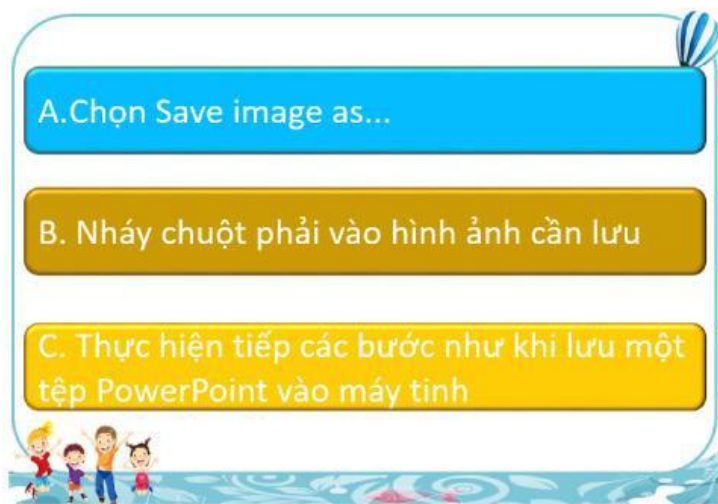 A.Chọn Save image as...
B. Nháy chuột phải vào hình ảnh cần lưu
C. Thực hiện tiếp các bước như khi lưu một
tệp PowerPoint vào máy tinh